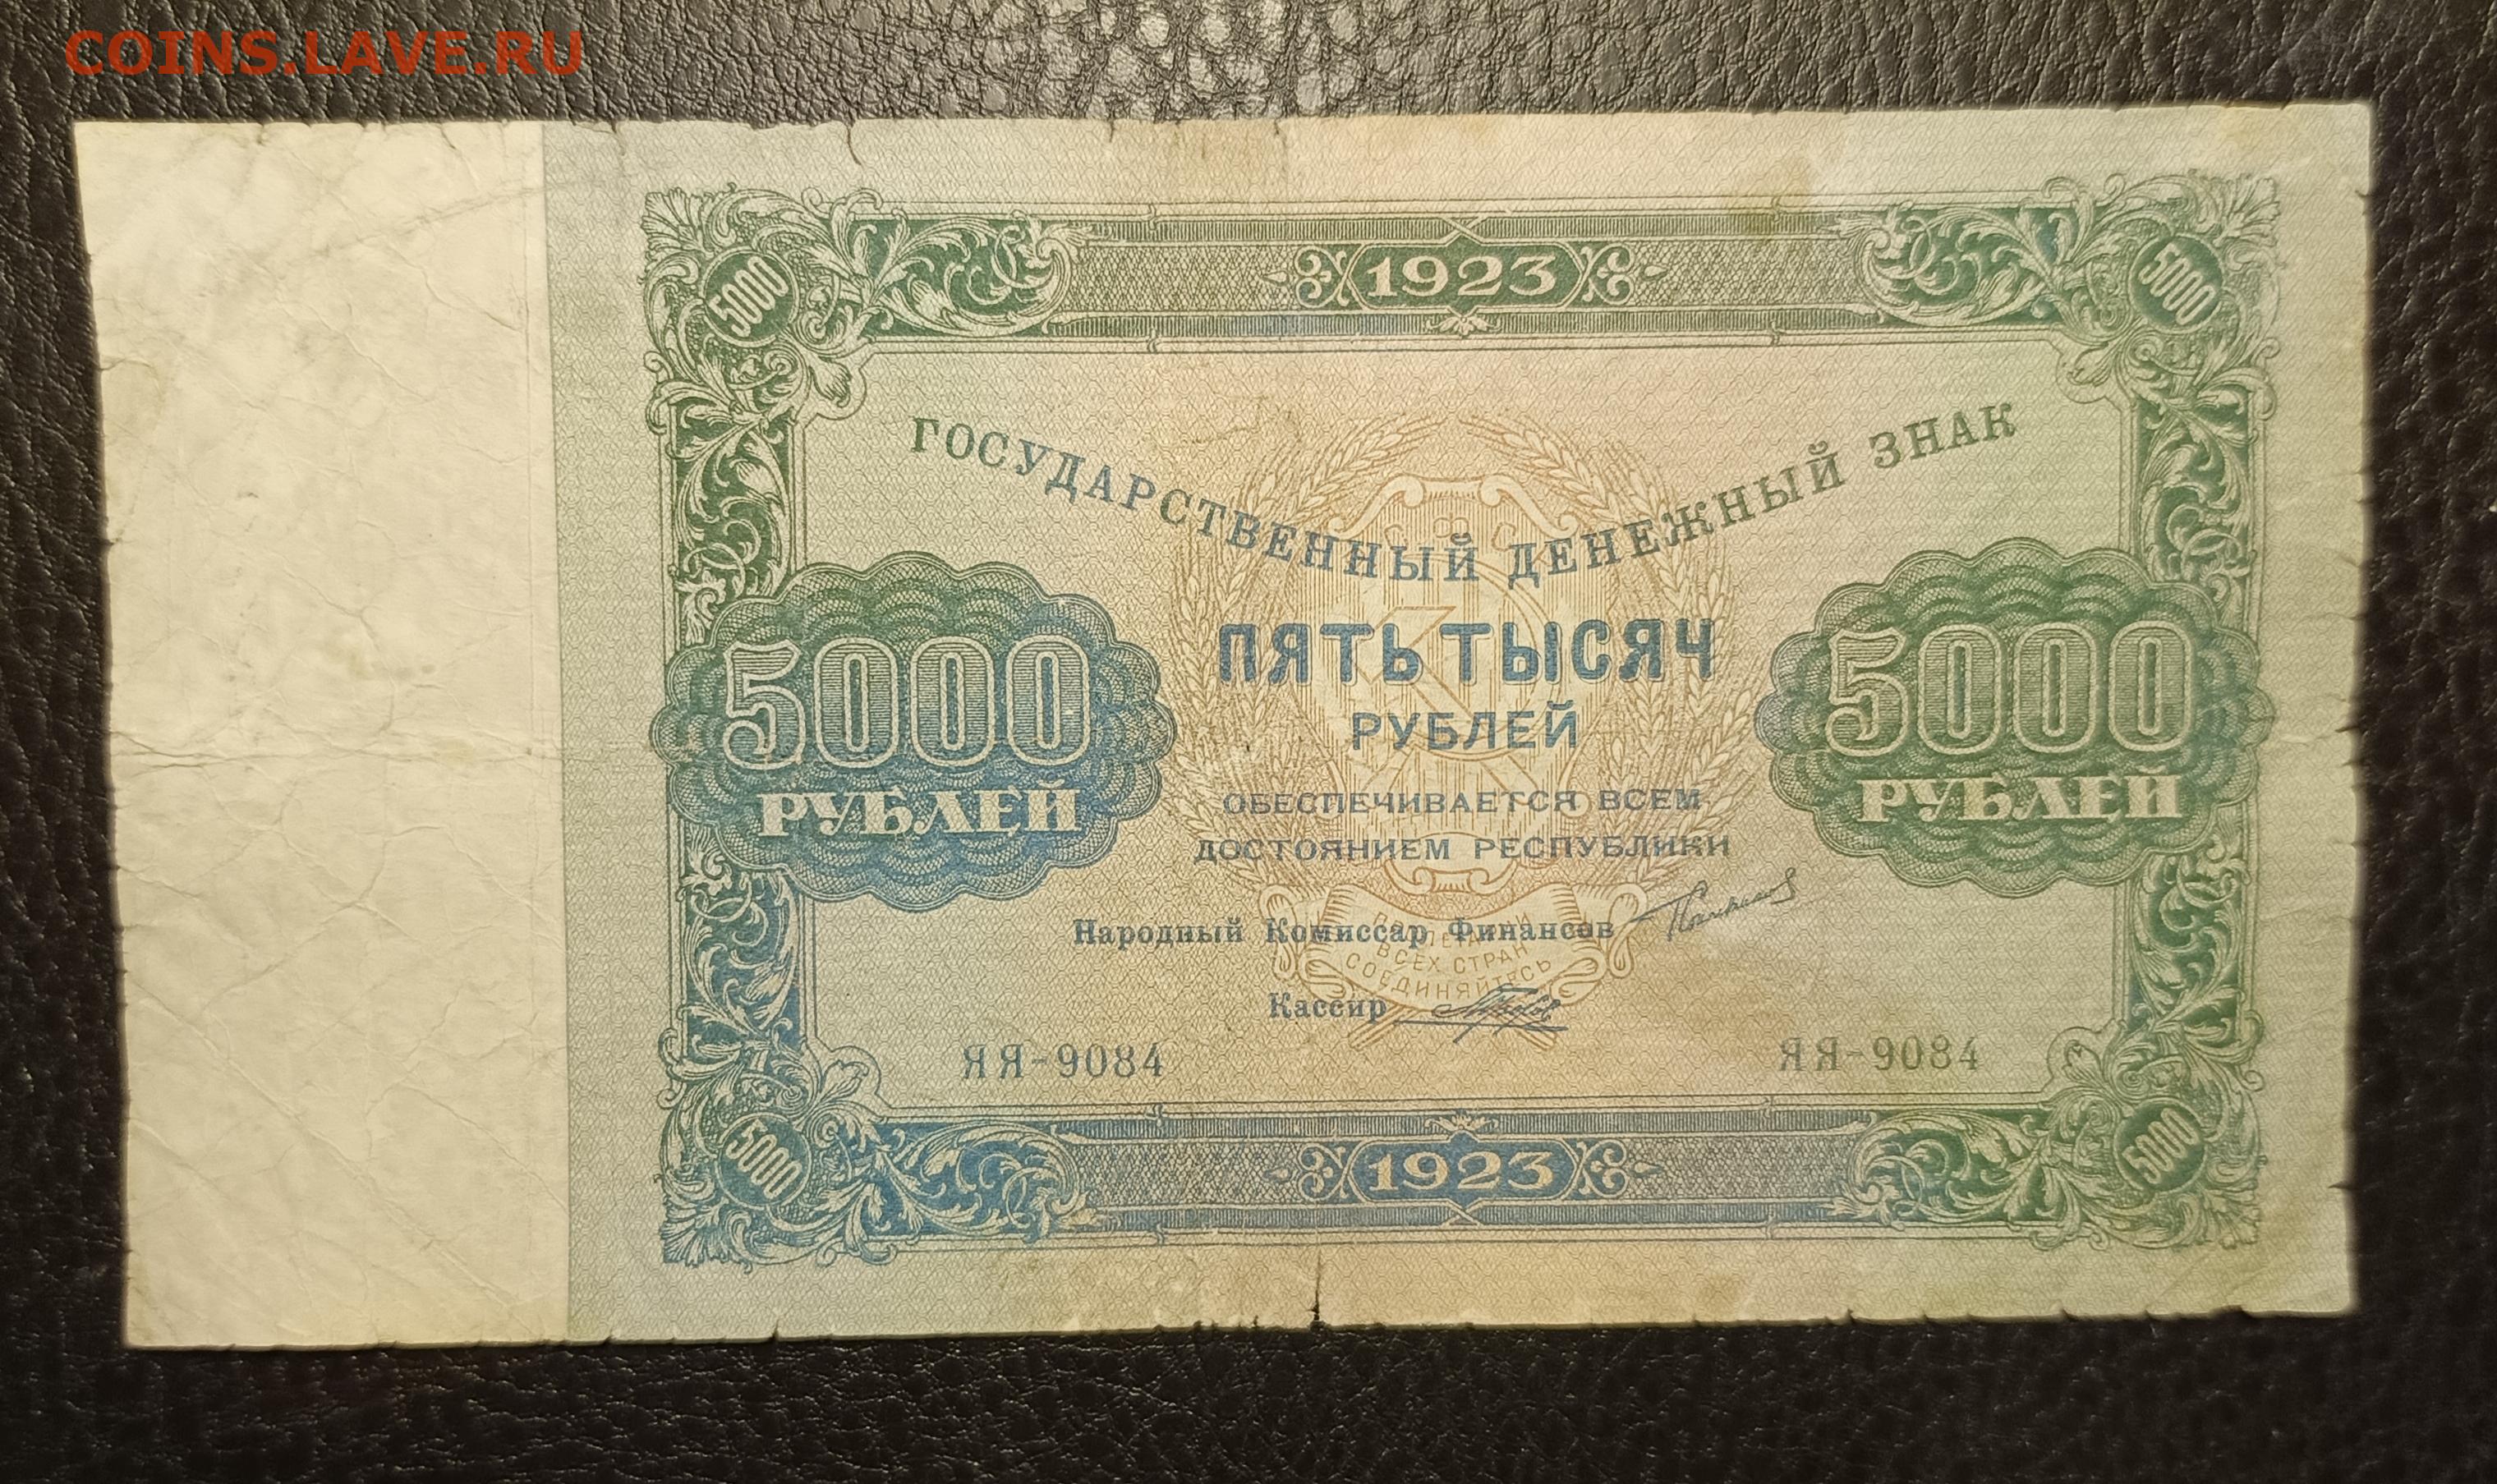 COINS.LAVE.RU
1923
5000 5000
ГОСУДАРСТВЕННЫЙ ДЕНЕЖНЫЙ ЗНАК
ПЯТЬ ТЫСЯЧ
РУБЛЕЙ
5000 5000
РУБЛЕЙ РУБЛЕЙ
ОБЕСПЕЧИВАЕТСЯ ВСЕМ
ДОСТОЯНИЕМ РЕСПУБЛИКИ
Народный Комиссар Финансов
ВСЕХ СТРАН
СОЕДИНЯЙТЕСЬ
Кассир
ЯЯ-9084 ЯЯ-9084
5000 5000
1923